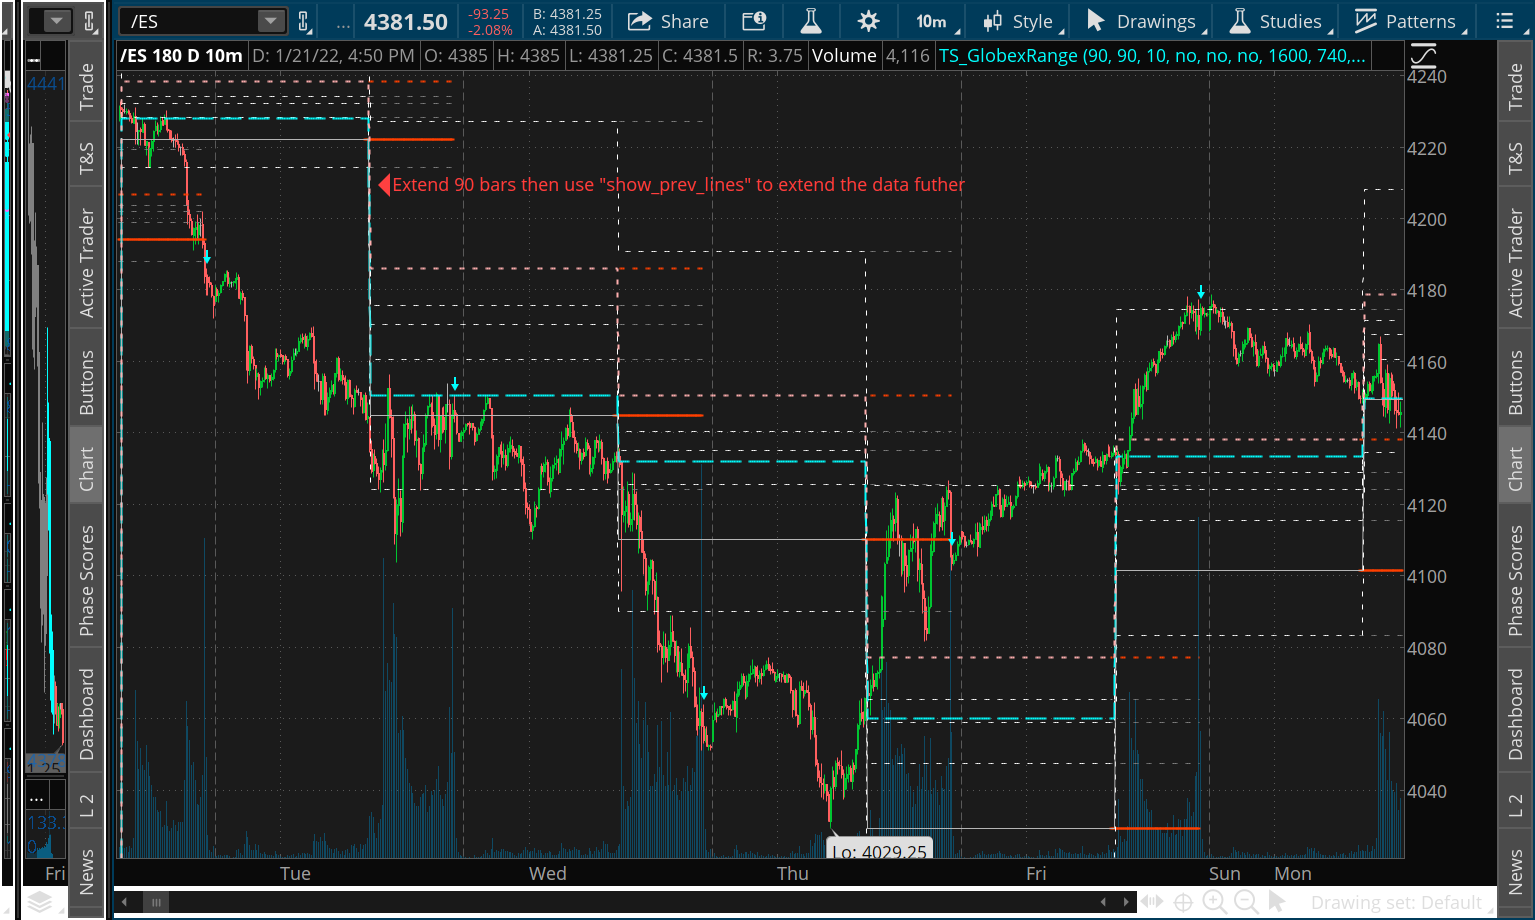 /ES
...
4381.50
-93.25
-2.08%
B: 4381.25
A: 4381.50
Share
10m
Style
Drawings
Studies
Patterns
/ES 180 D 10m
D: 1/21/22, 4:50 PM
O: 4385
H: 4385
L: 4381.25
C: 4381.5
R: 3.75
Volume
4,116
TS_GlobexRange (90, 90, 10, no, no, no, 1600, 740,...
4441
Trade
T&S
Active Trader
Buttons
Chart
Phase Scores
Dashboard
L 2
News
Extend 90 bars then use "show_prev_lines" to extend the data futher
4240
4220
4200
4180
4160
4140
4120
4100
4080
4060
4040
Lo: 4029.25
1.25
...
133.
0
Fri
Tue
Wed
Thu
Fri
Sun
Mon
Trade
T&S
Active Trader
Buttons
Chart
Phase Scores
Dashboard
L 2
News
Drawing set: Default